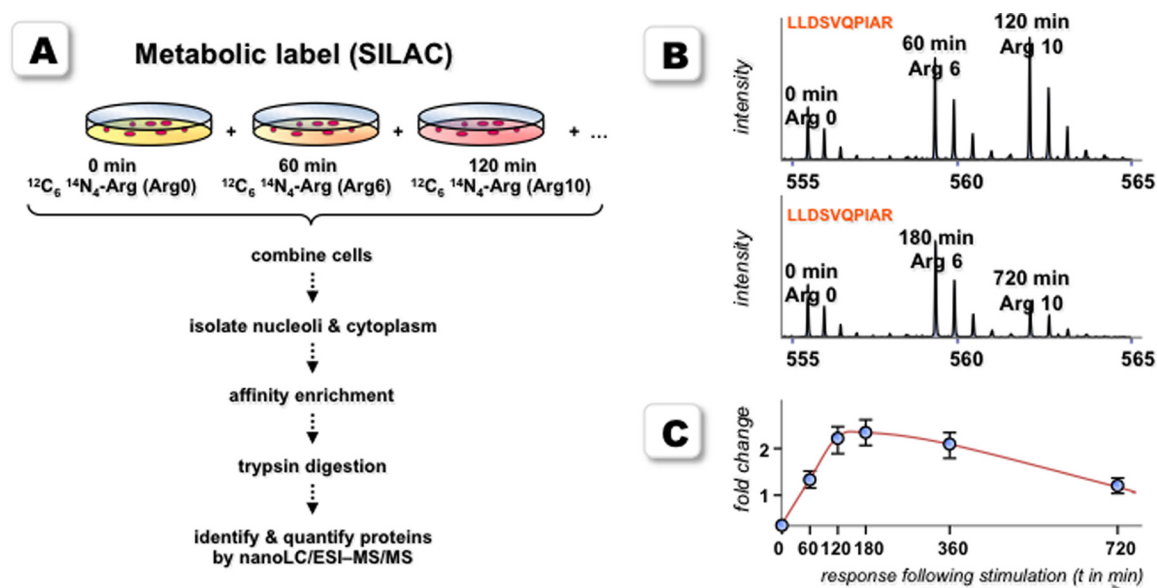 A
Metabolic label (SILAC)
+ + + ...
0 min 60 min 120 min
¹²C₆ ¹⁴N₄-Arg (Arg0) ¹²C₆ ¹⁴N₄-Arg (Arg6) ¹²C₆ ¹⁴N₄-Arg (Arg10)
combine cells
isolate nucleoli & cytoplasm
affinity enrichment
trypsin digestion
identify & quantify proteins
by nanoLC/ESI–MS/MS
B
LLDSVQPIAR
intensity
0 min
Arg 0
60 min
Arg 6
120 min
Arg 10
555 560 565
LLDSVQPIAR
intensity
0 min
Arg 0
180 min
Arg 6
720 min
Arg 10
555 560 565
C
fold change
2
1
0 60 120 180 360 720
response following stimulation (t in min)